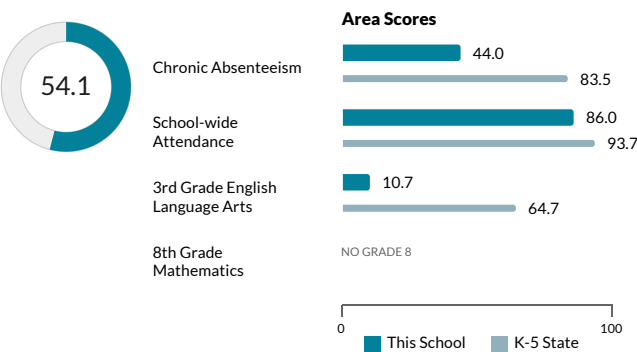 Area Scores
54.1
Chronic Absenteeism
44.0
83.5
School-wide
Attendance
86.0
93.7
3rd Grade English
Language Arts
10.7
64.7
8th Grade
Mathematics
NO GRADE 8
0
100
This School
K-5 State